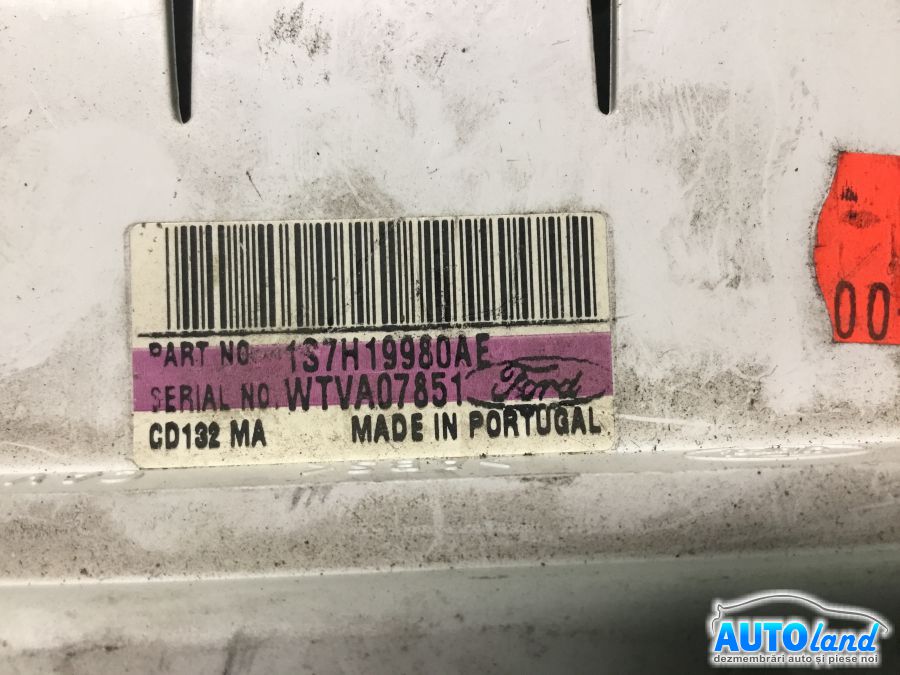 PART NO 1S7H19980AE
SERIAL NO. WTVA07851 Ford
CD132 MA MADE IN PORTUGAL
00
AUTOland
dezmembrări auto și piese noi